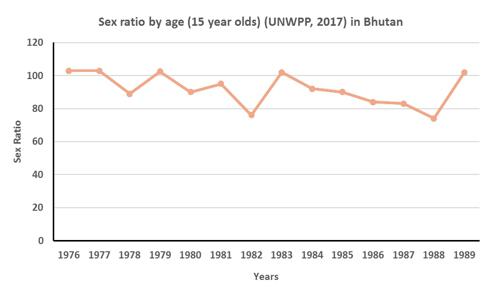 Sex ratio by age (15 year olds) (UNWPP, 2017) in Bhutan
120
100
80
60
40
20
0
Sex Ratio
1976 1977 1978 1979 1980 1981 1982 1983 1984 1985 1986 1987 1988 1989
Years